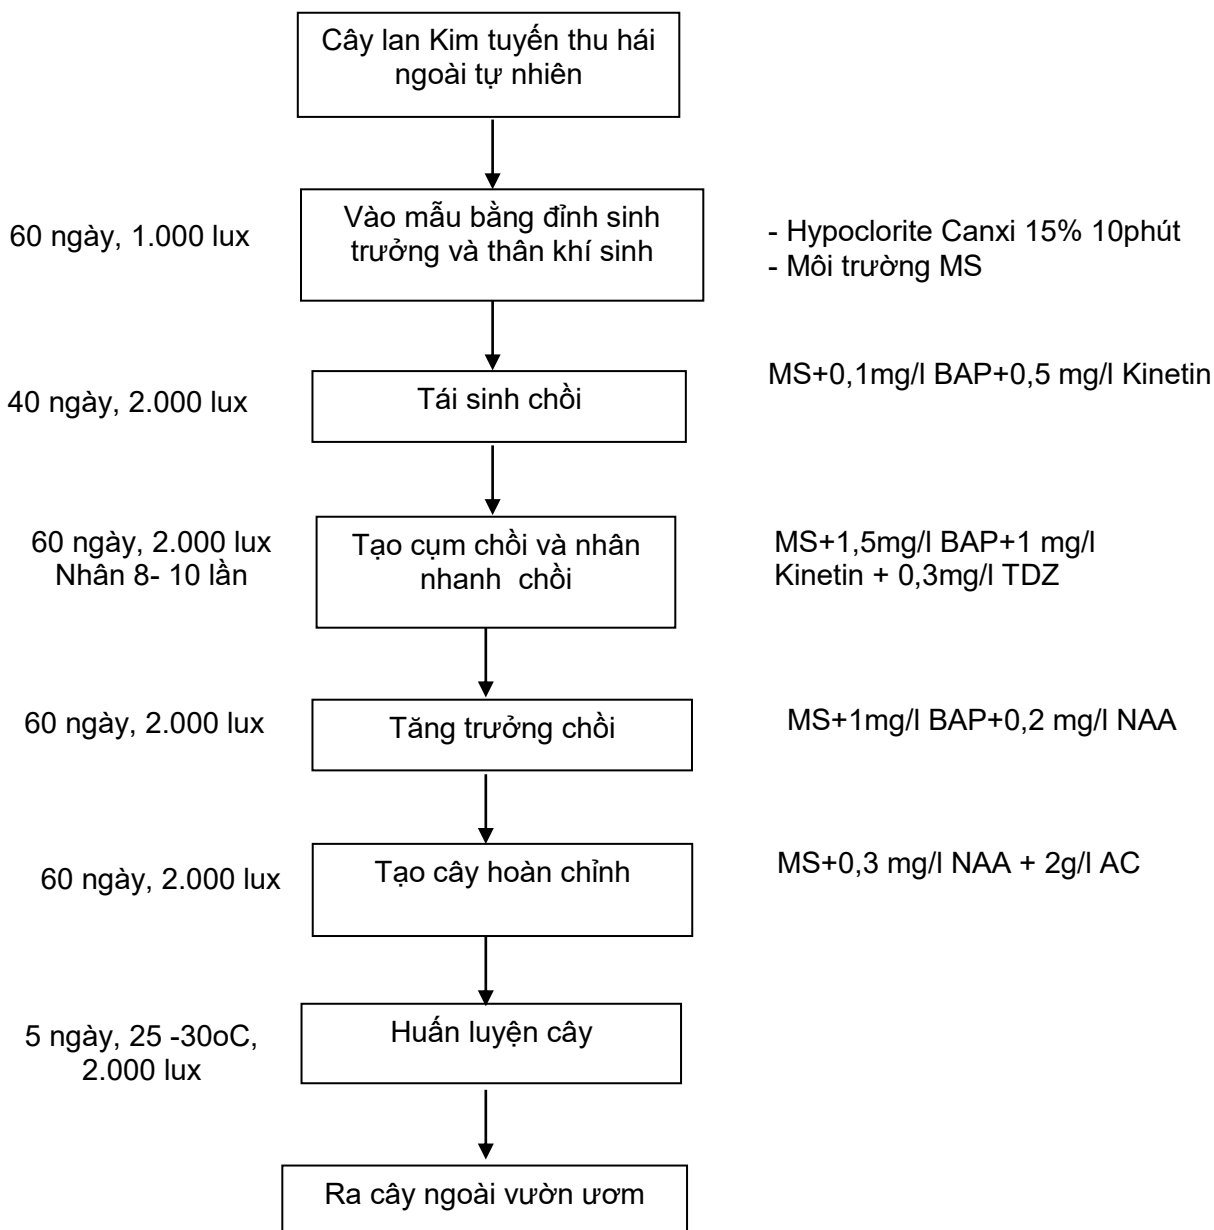 Cây lan Kim tuyến thu hái
ngoài tự nhiên
60 ngày, 1.000 lux
Vào mẫu bằng đỉnh sinh
trưởng và thân khí sinh
- Hypoclorite Canxi 15% 10phút
- Môi trường MS
40 ngày, 2.000 lux
Tái sinh chồi
MS+0,1mg/l BAP+0,5 mg/l Kinetin
60 ngày, 2.000 lux
Nhân 8- 10 lần
Tạo cụm chồi và nhân
nhanh chồi
MS+1,5mg/l BAP+1 mg/l
Kinetin + 0,3mg/l TDZ
60 ngày, 2.000 lux
Tăng trưởng chồi
MS+1mg/l BAP+0,2 mg/l NAA
60 ngày, 2.000 lux
Tạo cây hoàn chỉnh
MS+0,3 mg/l NAA + 2g/l AC
5 ngày, 25 -30oC,
2.000 lux
Huấn luyện cây
Ra cây ngoài vườn ươm